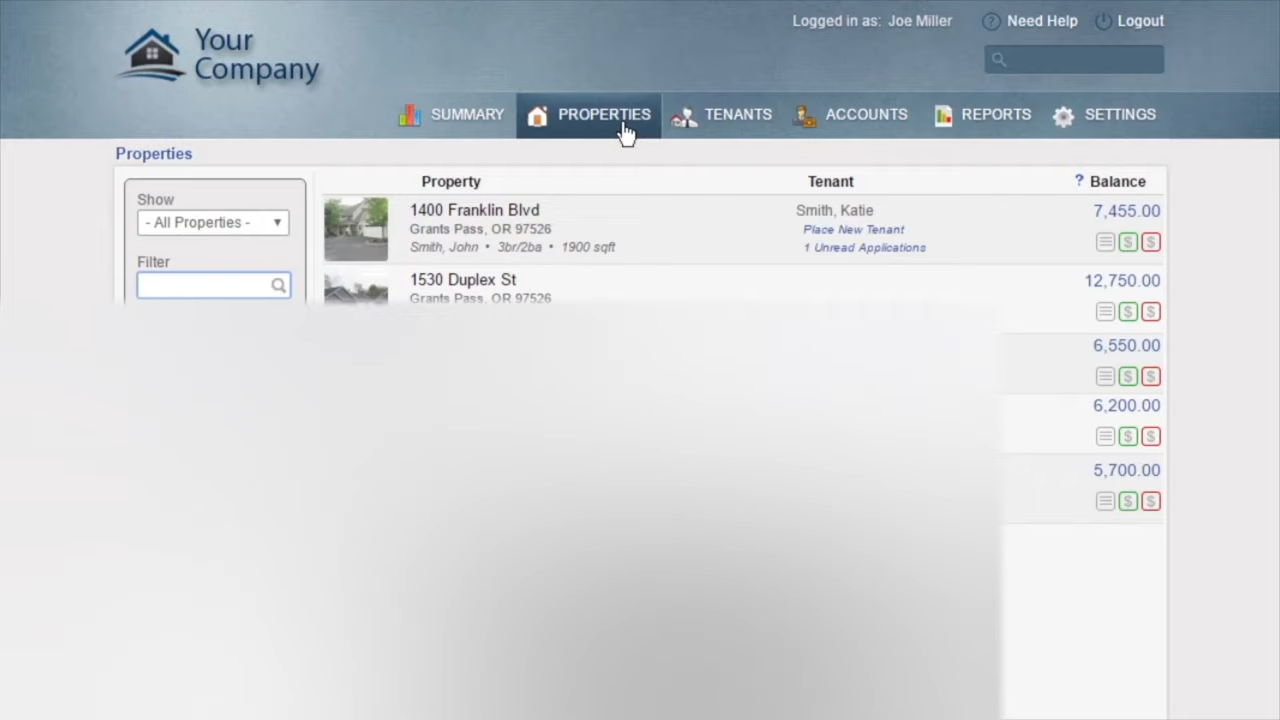 Logged in as: Joe Miller
? Need Help
Logout
Your
Company
SUMMARY
PROPERTIES
TENANTS
ACCOUNTS
REPORTS
SETTINGS
Properties
Show
- All Properties -
Filter
Property
Tenant
? Balance
1400 Franklin Blvd
Grants Pass, OR 97526
Smith, John • 3br/2ba • 1900 sqft
Smith, Katie
Place New Tenant
1 Unread Applications
7,455.00
$ $
1530 Duplex St
Grants Pass, OR 97526
12,750.00
$ $
6,550.00
$ $
6,200.00
$ $
5,700.00
$ $